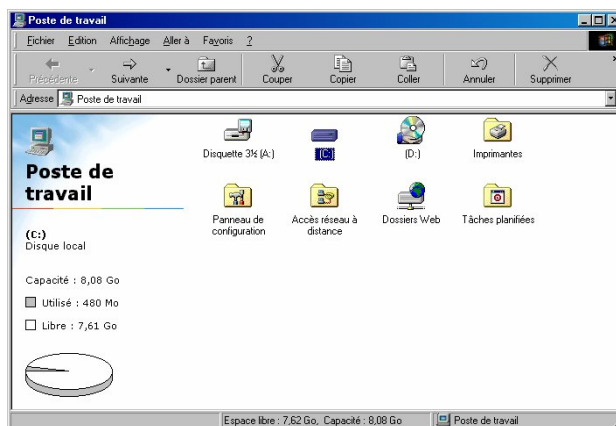 Poste de travail
Fichier Edition Affichage Aller à Favoris ?
Précédente Suivante Dossier parent Couper Copier Coller Annuler Supprimer »
Adresse Poste de travail
Disquette 3½ (A:) (C:) (D:) Imprimantes
Poste de
travail
Panneau de
configuration
Accès réseau à
distance
Dossiers Web
Tâches planifiées
(C:)
Disque local
Capacité : 8,08 Go
Utilisé : 480 Mo
Libre : 7,61 Go
Espace libre : 7,62 Go, Capacité : 8,08 Go Poste de travail